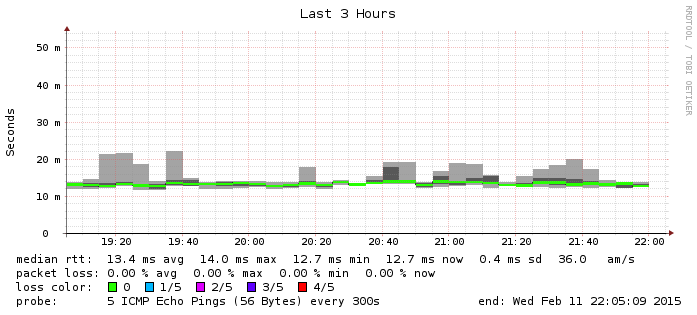 Last 3 Hours
RRDTOOL / TOBI OETIKER
Seconds
50 m
40 m
30 m
20 m
10 m
0
19:20 19:40 20:00 20:20 20:40 21:00 21:20 21:40 22:00
median rtt: 13.4 ms avg 14.0 ms max 12.7 ms min 12.7 ms now 0.4 ms sd 36.0 am/s
packet loss: 0.00 % avg 0.00 % max 0.00 % min 0.00 % now
loss color: 0 1/5 2/5 3/5 4/5
probe: 5 ICMP Echo Pings (56 Bytes) every 300s end: Wed Feb 11 22:05:09 2015